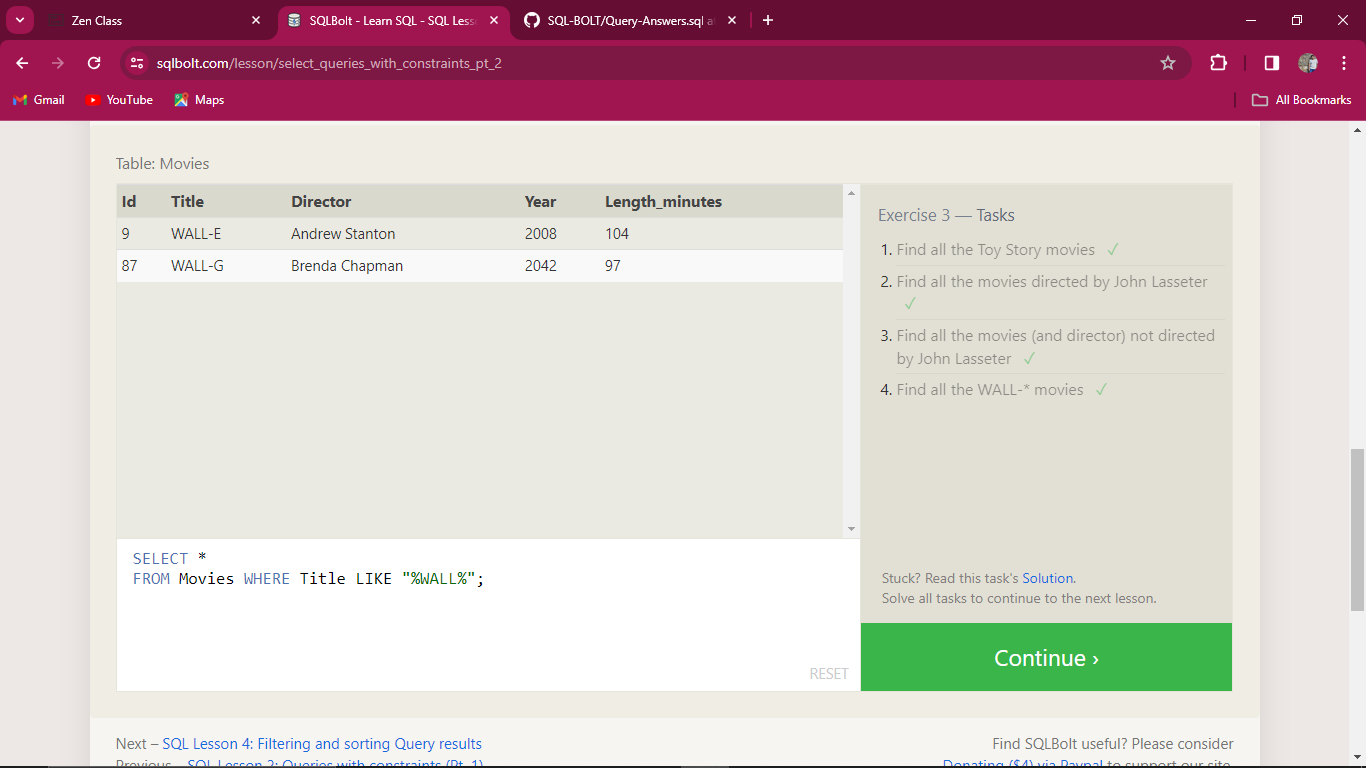 Zen Class
SQLBolt - Learn SQL - SQL Less
SQL-BOLT/Query-Answers.sql a
sqlbolt.com/lesson/select_queries_with_constraints_pt_2
Gmail YouTube Maps All Bookmarks
Table: Movies
Id Title Director Year Length_minutes
9 WALL-E Andrew Stanton 2008 104
87 WALL-G Brenda Chapman 2042 97
Exercise 3 — Tasks
1. Find all the Toy Story movies ✓
2. Find all the movies directed by John Lasseter
✓
3. Find all the movies (and director) not directed
by John Lasseter ✓
4. Find all the WALL-* movies ✓
SELECT *
FROM Movies WHERE Title LIKE "%WALL%";
RESET
Stuck? Read this task's Solution.
Solve all tasks to continue to the next lesson.
Continue ›
Next – SQL Lesson 4: Filtering and sorting Query results
Previous – SQL Lesson 2: Queries with constraints (Pt. 1)
Find SQLBolt useful? Please consider
Donating ($4) via Paypal to support our site.